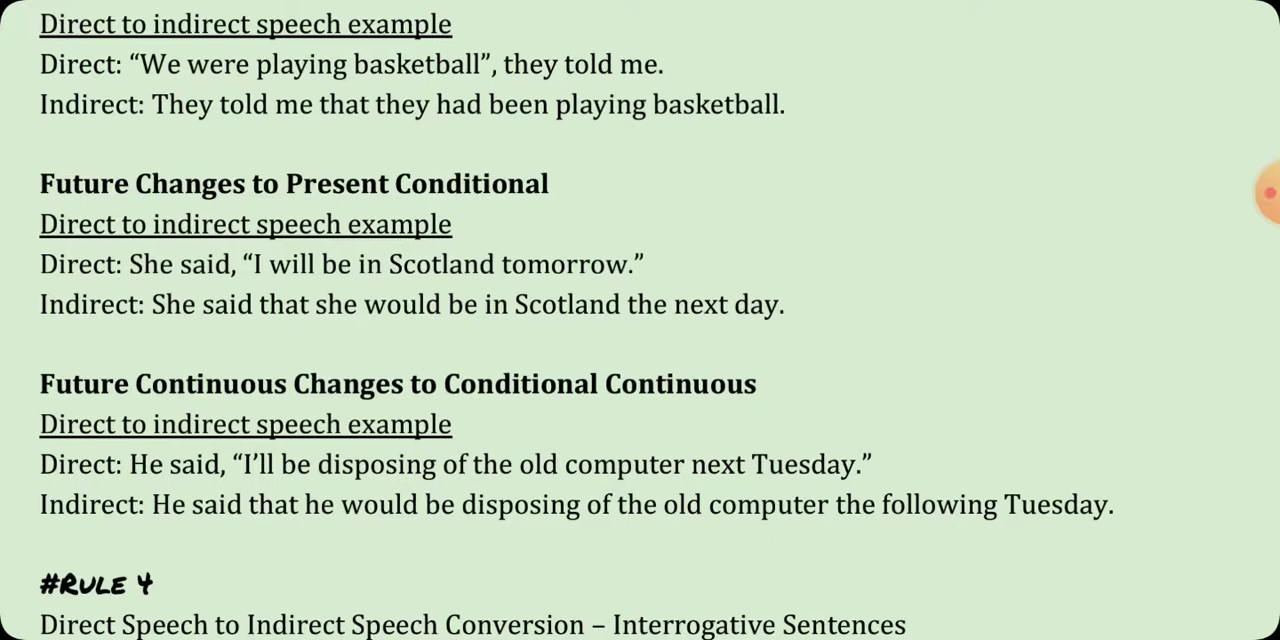 Direct to indirect speech example
Direct: “We were playing basketball”, they told me.
Indirect: They told me that they had been playing basketball.
Future Changes to Present Conditional
Direct to indirect speech example
Direct: She said, “I will be in Scotland tomorrow.”
Indirect: She said that she would be in Scotland the next day.
Future Continuous Changes to Conditional Continuous
Direct to indirect speech example
Direct: He said, “I’ll be disposing of the old computer next Tuesday.”
Indirect: He said that he would be disposing of the old computer the following Tuesday.
#Rule 4
Direct Speech to Indirect Speech Conversion – Interrogative Sentences